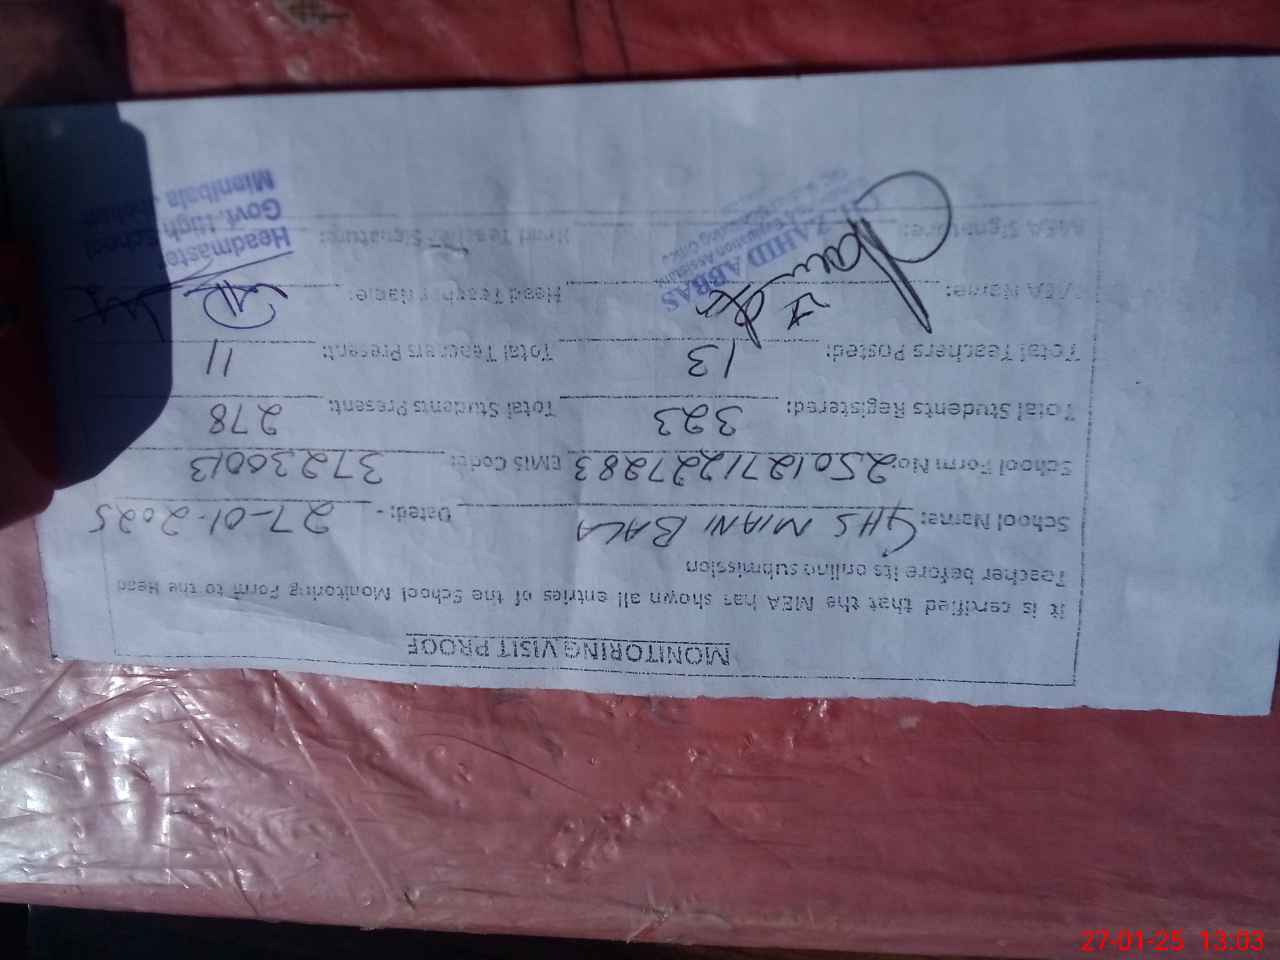 MONITORING VISIT PROOF
It is certified that the MEA has shown all entries of the School Monitoring Form to the Head
Teacher before its online submission
School Name: GHS MIANI BALA Dated:- 27-01-2025
School Form No: 250127127283 EMIS Code: 37230013
Total Students Registered: 323 Total Students Present: 278
Total Teachers Posted: 13 Total Teachers Present: 11
MEA Name: Head Teacher Name:
MEA Signature: Head Teacher Signature:
ZAHID ABBAS
Headmaster
Govt. High School
Mianibala
27-01-25 13:03